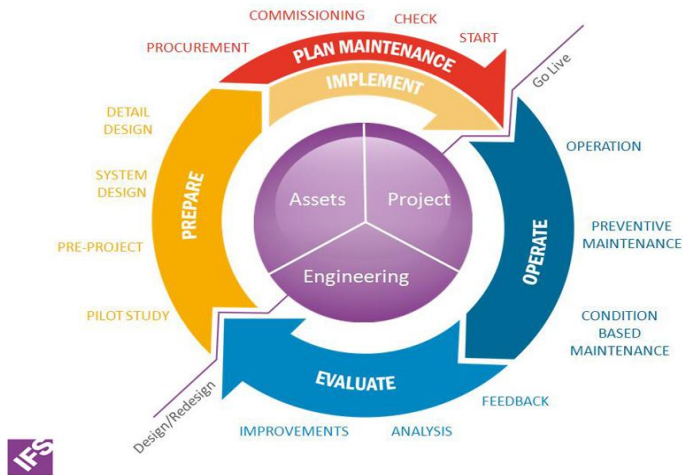 COMMISSIONING
CHECK
PROCUREMENT
START
PLAN MAINTENANCE
IMPLEMENT
Go Live
DETAIL
DESIGN
SYSTEM
DESIGN
PRE-PROJECT
PILOT STUDY
PREPARE
Assets
Project
Engineering
OPERATION
PREVENTIVE
MAINTENANCE
CONDITION
BASED
MAINTENANCE
OPERATE
EVALUATE
FEEDBACK
ANALYSIS
IMPROVEMENTS
Design/Redesign
IFS